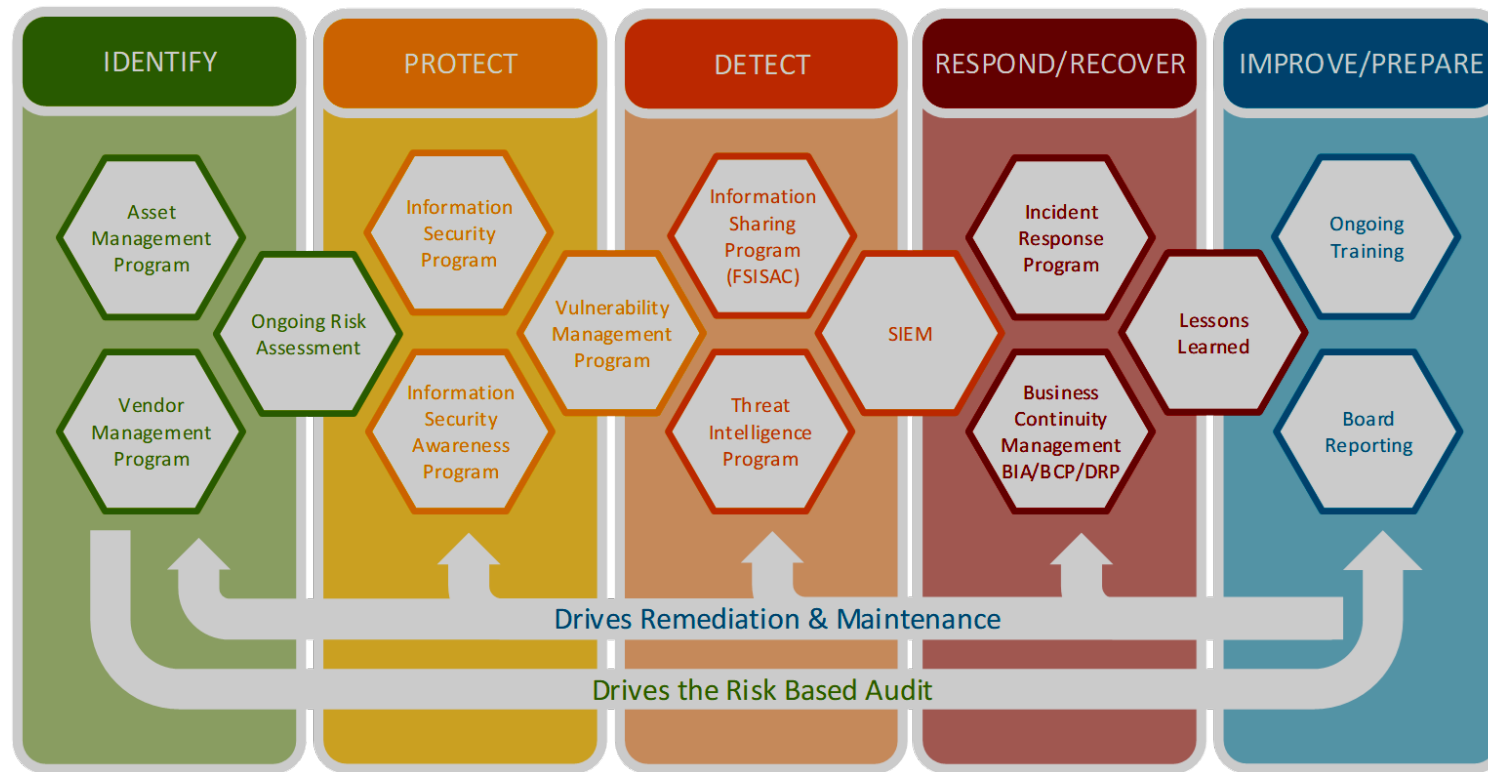 IDENTIFY
PROTECT
DETECT
RESPOND/RECOVER
IMPROVE/PREPARE
Asset
Management
Program
Ongoing Risk
Assessment
Vendor
Management
Program
Information
Security
Program
Vulnerability
Management
Program
Information
Security
Awareness
Program
Information
Sharing
Program
(FSISAC)
SIEM
Threat
Intelligence
Program
Incident
Response
Program
Lessons
Learned
Business
Continuity
Management
BIA/BCP/DRP
Ongoing
Training
Board
Reporting
Drives Remediation & Maintenance
Drives the Risk Based Audit